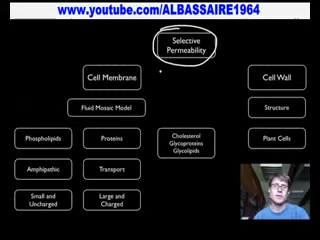 www.youtube.com/ALBASSAIRE1964
Selective
Permeability
Cell Membrane
Cell Wall
Fluid Mosaic Model
Structure
Phospholipids
Proteins
Cholesterol
Glycoproteins
Glycolipids
Plant Cells
Amphipathic
Transport
Small and
Uncharged
Large and
Charged